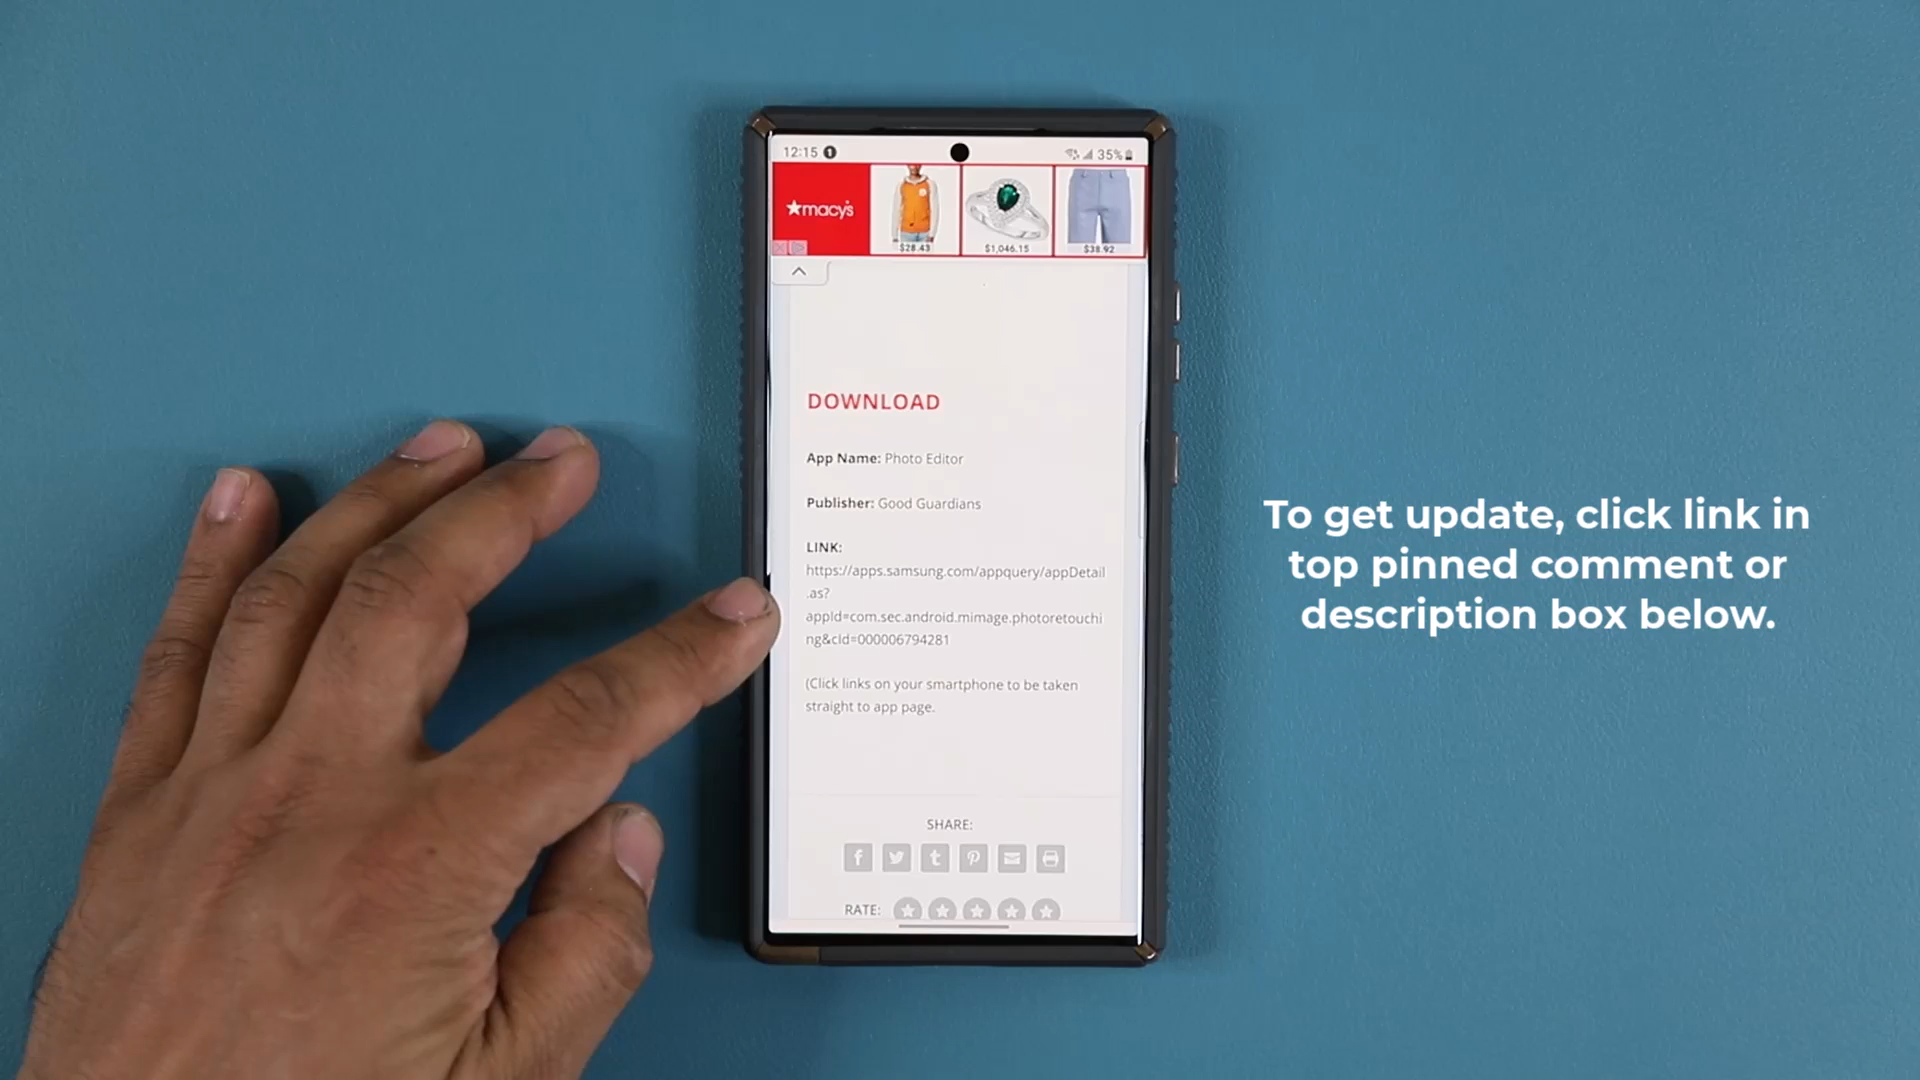 12:15 1
35%
★macy's
$28.43
$1,046.15
$38.92
DOWNLOAD
App Name: Photo Editor
Publisher: Good Guardians
LINK:
https://apps.samsung.com/appquery/appDetail
.as?
appId=com.sec.android.mimage.photoretouchi
ng&cId=000006794281
(Click links on your smartphone to be taken
straight to app page.
SHARE:
RATE:
To get update, click link in
top pinned comment or
description box below.